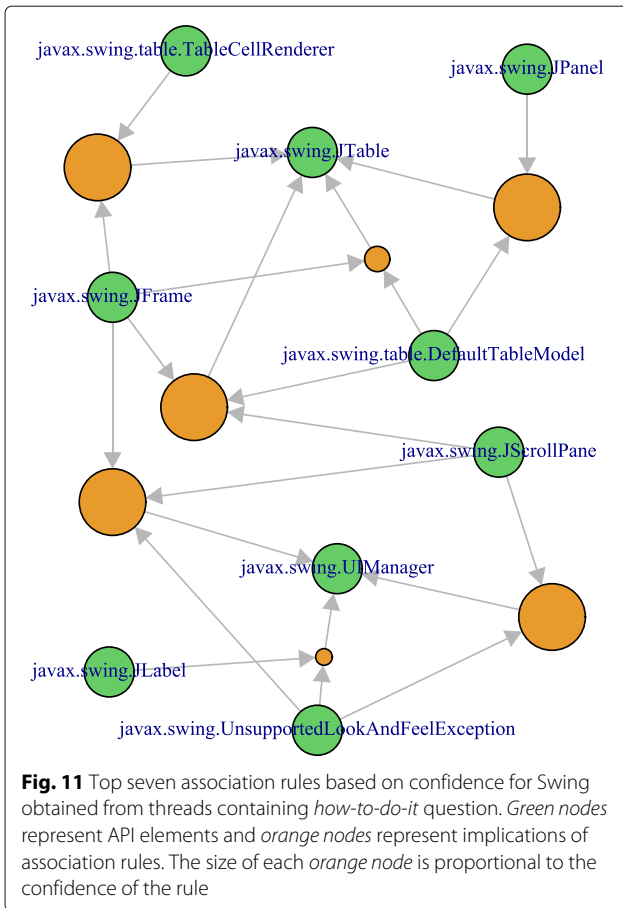 javax.swing.table.TableCellRenderer
javax.swing.JPanel
javax.swing.JTable
javax.swing.JFrame
javax.swing.table.DefaultTableModel
javax.swing.JScrollPane
javax.swing.UIManager
javax.swing.JLabel
javax.swing.UnsupportedLookAndFeelException
Fig. 11 Top seven association rules based on confidence for Swing
obtained from threads containing how-to-do-it question. Green nodes
represent API elements and orange nodes represent implications of
association rules. The size of each orange node is proportional to the
confidence of the rule